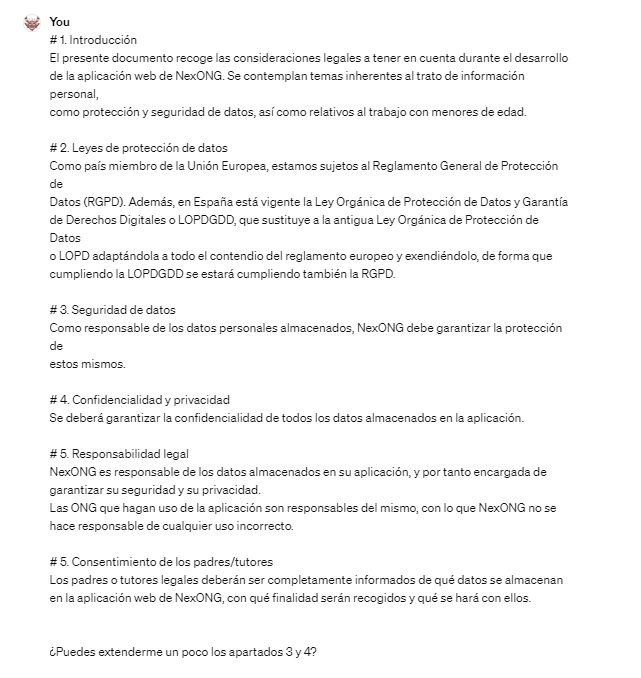 You
# 1. Introducción
El presente documento recoge las consideraciones legales a tener en cuenta durante el desarrollo
de la aplicación web de NexONG. Se contemplan temas inherentes al trato de información
personal,
como protección y seguridad de datos, así como relativos al trabajo con menores de edad.
# 2. Leyes de protección de datos
Como país miembro de la Unión Europea, estamos sujetos al Reglamento General de Protección
de
Datos (RGPD). Además, en España está vigente la Ley Orgánica de Protección de Datos y Garantía
de Derechos Digitales o LOPDGDD, que sustituye a la antigua Ley Orgánica de Protección de
Datos
o LOPD adaptándola a todo el contendio del reglamento europeo y exendiéndolo, de forma que
cumpliendo la LOPDGDD se estará cumpliendo también la RGPD.
# 3. Seguridad de datos
Como responsable de los datos personales almacenados, NexONG debe garantizar la protección
de
estos mismos.
# 4. Confidencialidad y privacidad
Se deberá garantizar la confidencialidad de todos los datos almacenados en la aplicación.
# 5. Responsabilidad legal
NexONG es responsable de los datos almacenados en su aplicación, y por tanto encargada de
garantizar su seguridad y su privacidad.
Las ONG que hagan uso de la aplicación son responsables del mismo, con lo que NexONG no se
hace responsable de cualquier uso incorrecto.
# 5. Consentimiento de los padres/tutores
Los padres o tutores legales deberán ser completamente informados de qué datos se almacenan
en la aplicación web de NexONG, con qué finalidad serán recogidos y qué se hará con ellos.
¿Puedes extenderme un poco los apartados 3 y 4?